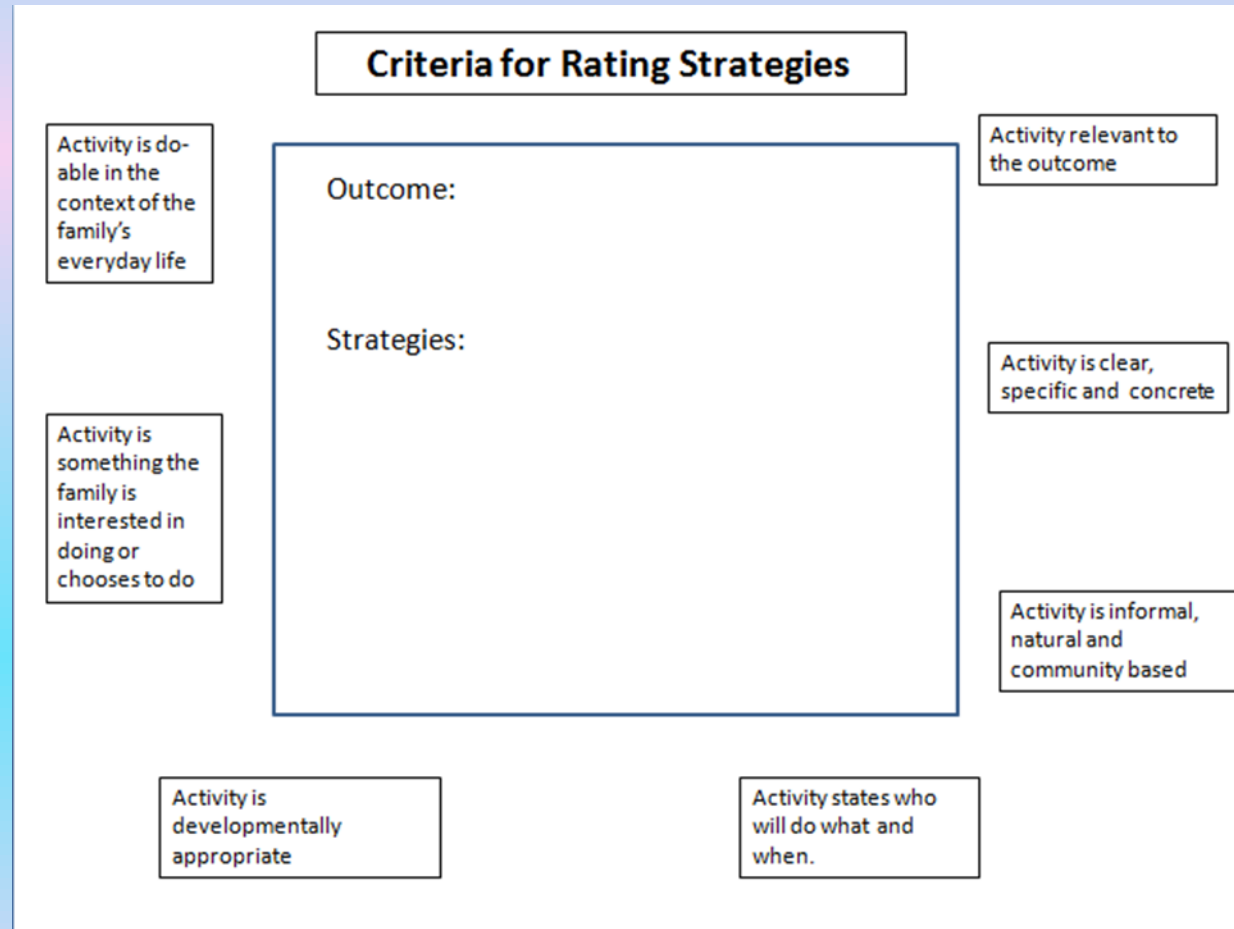 Criteria for Rating Strategies
Activity is do-
able in the
context of the
family's
everyday life
Outcome:
Strategies:
Activity relevant to
the outcome
Activity is clear,
specific and concrete
Activity is
something the
family is
interested in
doing or
chooses to do
Activity is informal,
natural and
community based
Activity is
developmentally
appropriate
Activity states who
will do what and
when.